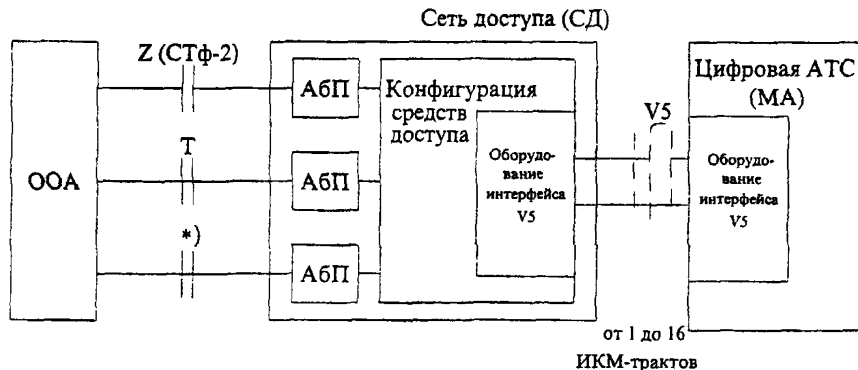 Сеть доступа (СД)
Z (СТф-2)
АбП
Конфигурация
средств
доступа
Цифровая АТС
(МА)
V5
ООА
Т
АбП
Оборудо-
вание
интерфейса
V5
Оборудо-
вание
интерфейса
V5
*)
АбП
от 1 до 16
ИКМ-трактов